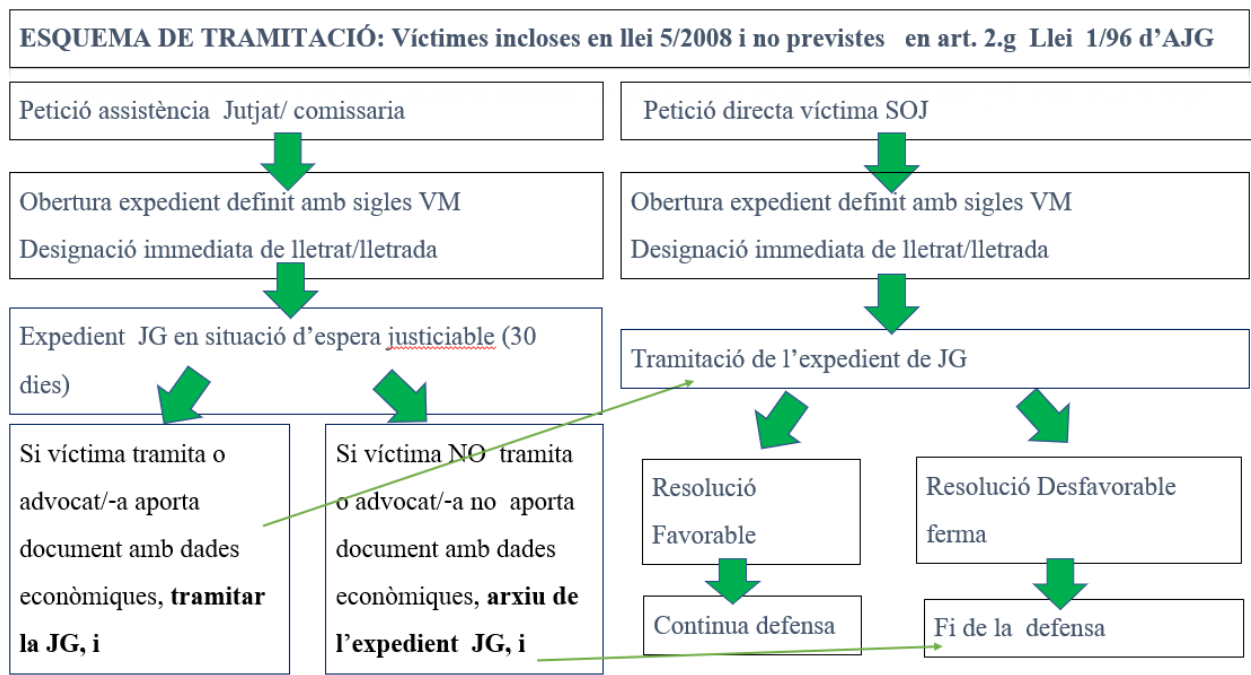 ESQUEMA DE TRAMITACIÓ: Víctimes incloses en llei 5/2008 i no previstes en art. 2.g Llei 1/96 d’AJG
Petició assistència Jutjat/ comissaria
Petició directa víctima SOJ
Obertura expedient definit amb sigles VM
Designació immediata de lletrat/lletrada
Obertura expedient definit amb sigles VM
Designació immediata de lletrat/lletrada
Expedient JG en situació d’espera justiciable (30
dies)
Tramitació de l’expedient de JG
Si víctima tramita o
advocat/-a aporta
document amb dades
econòmiques, tramitar
la JG, i
Si víctima NO tramita
o advocat/-a no aporta
document amb dades
econòmiques, arxiu de
l’expedient JG, i
Resolució
Favorable
Resolució Desfavorable
ferma
Continua defensa
Fi de la defensa